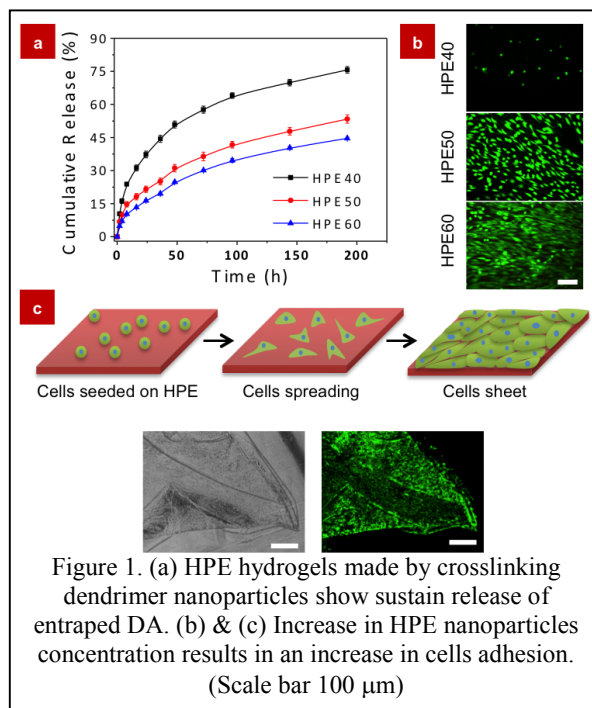 a
90
75
60
45
30
15
0
Cumulative Release (%)
HPE40
HPE50
HPE60
0 50 100 150 200
Time (h)
b
HPE40
HPE50
HPE60
c
Cells seeded on HPE
Cells spreading
Cells sheet
Figure 1. (a) HPE hydrogels made by crosslinking
dendrimer nanoparticles show sustain release of
entraped DA. (b) & (c) Increase in HPE nanoparticles
concentration results in an increase in cells adhesion.
(Scale bar 100 μm)